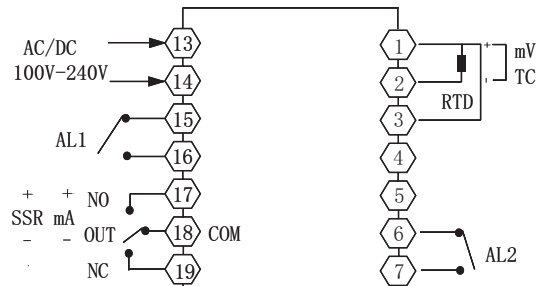 AC/DC
100V-240V
13
14
15
AL1
16
+ + NO 17
SSR mA OUT 18 COM
- - NC 19
1 + mV
2 - TC
RTD
3
4
5
6
AL2
7